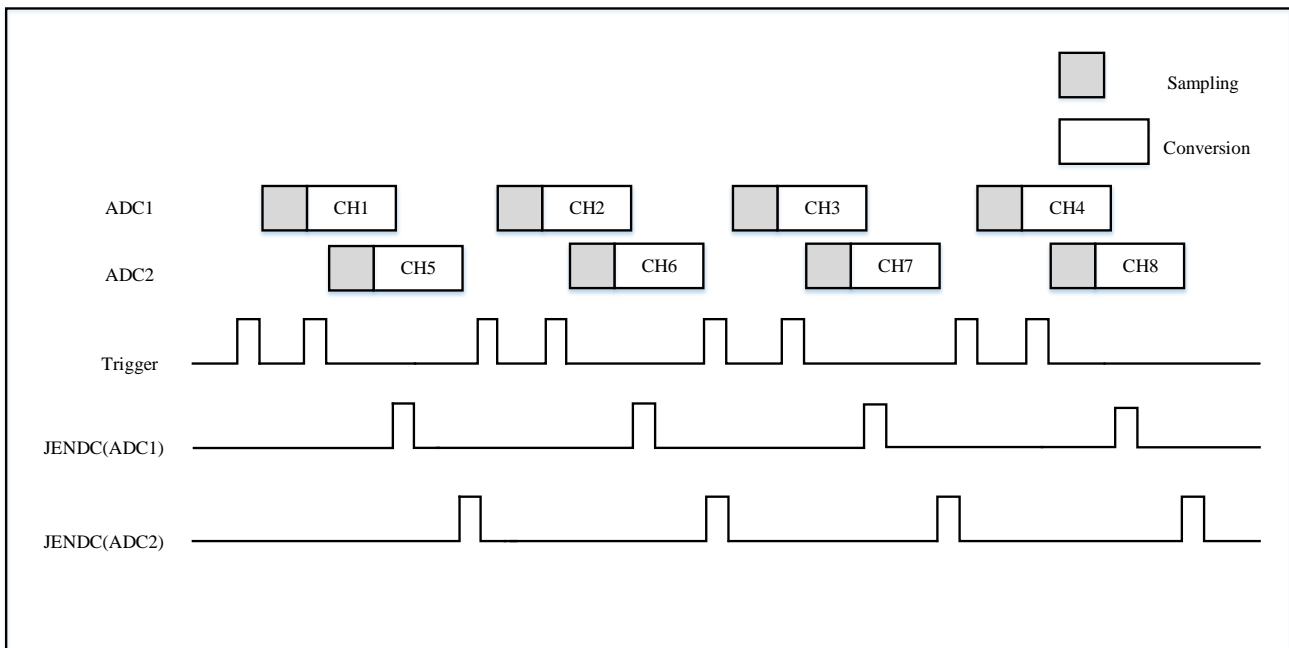 Sampling
Conversion
ADC1 CH1 CH2 CH3 CH4
ADC2 CH5 CH6 CH7 CH8
Trigger
JENDC(ADC1)
JENDC(ADC2)